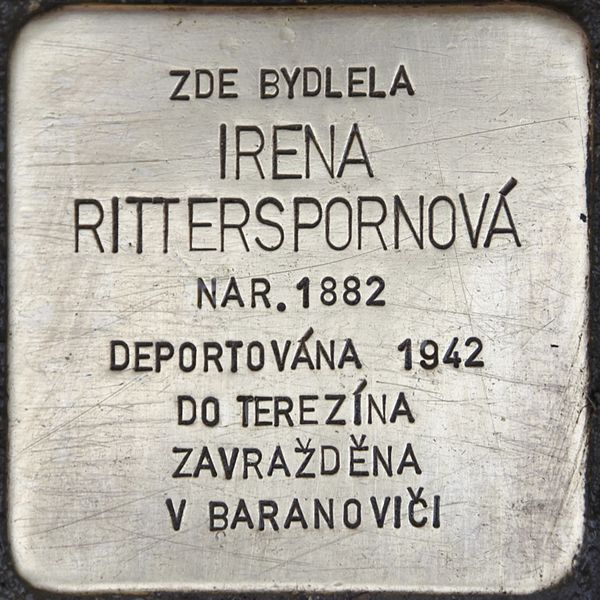 ZDE BYDLELA
IRENA
RITTERSPORNOVÁ
NAR. 1882
DEPORTOVÁNA 1942
DO TEREZÍNA
ZAVRAŽDĚNA
V BARANOVIČI